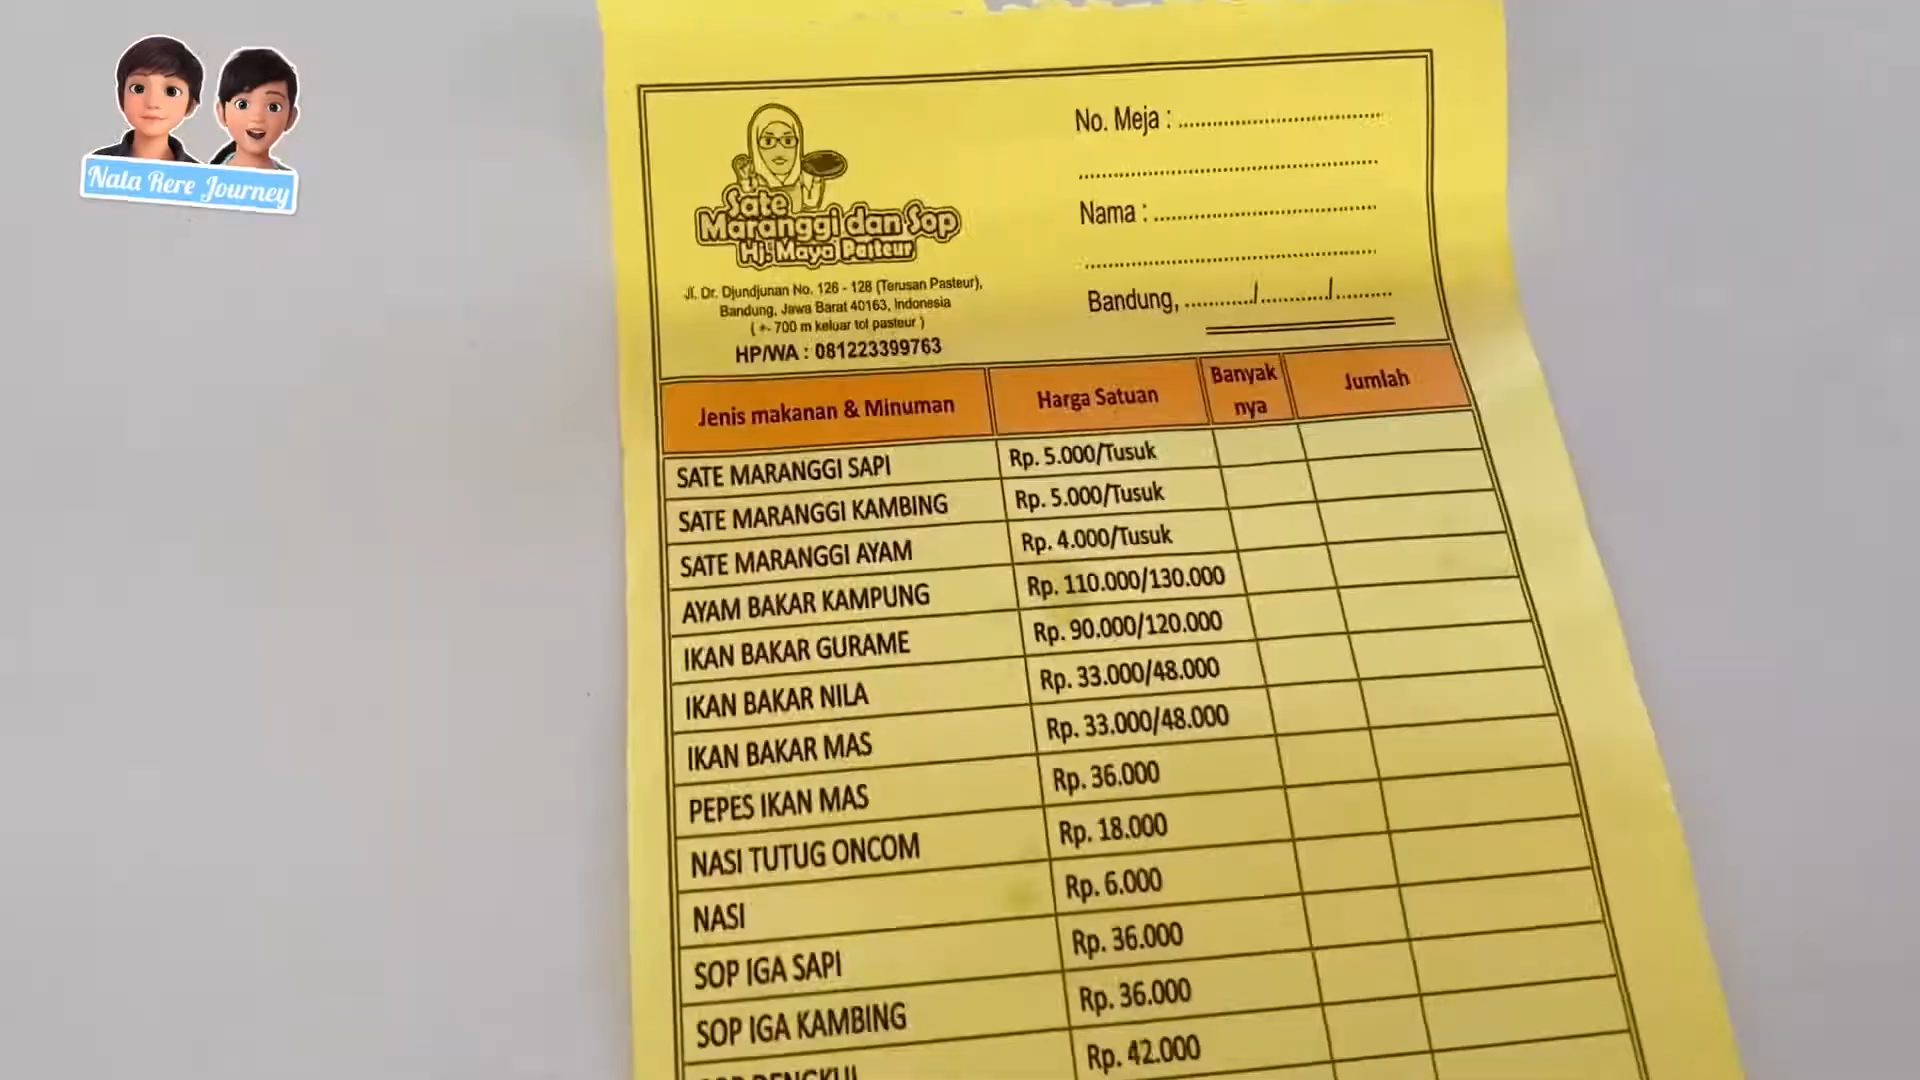 Nala Rere Journey
Sate
Maranggi dan Sop
Hj. Maya Pasteur
Jl. Dr. Djundjunan No. 126 - 128 (Terusan Pasteur),
Bandung, Jawa Barat 40163, Indonesia
( +- 700 m keluar tol pasteur )
HP/WA : 081223399763
No. Meja : ................................
................................................
Nama : ...................................
................................................
Bandung, ............/............/..........
Jenis makanan & Minuman Harga Satuan Banyak nya Jumlah
SATE MARANGGI SAPI Rp. 5.000/Tusuk
SATE MARANGGI KAMBING Rp. 5.000/Tusuk
SATE MARANGGI AYAM Rp. 4.000/Tusuk
AYAM BAKAR KAMPUNG Rp. 110.000/130.000
IKAN BAKAR GURAME Rp. 90.000/120.000
IKAN BAKAR NILA Rp. 33.000/48.000
IKAN BAKAR MAS Rp. 33.000/48.000
PEPES IKAN MAS Rp. 36.000
NASI TUTUG ONCOM Rp. 18.000
NASI Rp. 6.000
SOP IGA SAPI Rp. 36.000
SOP IGA KAMBING Rp. 36.000
SOP DENGKUL Rp. 42.000